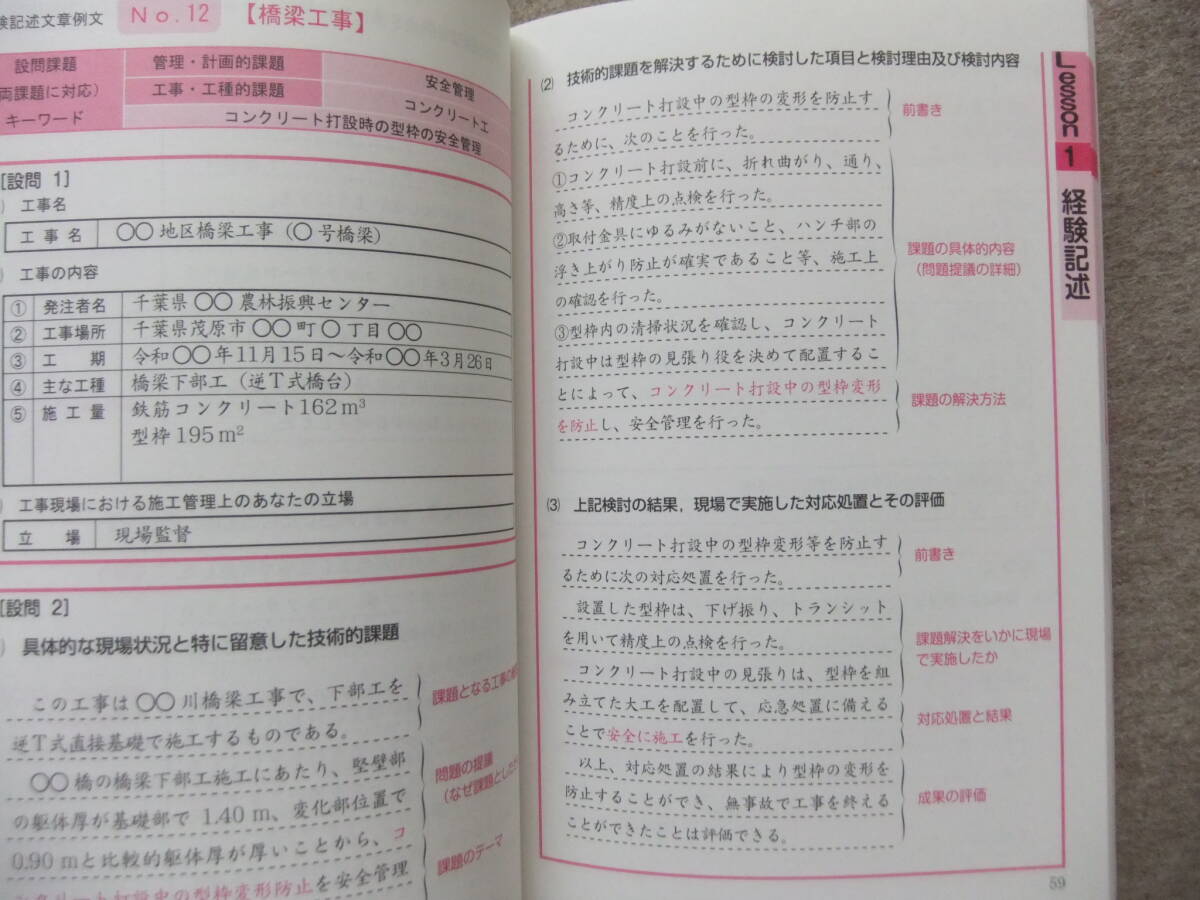 験記述文章例文 No.12 【橋梁工事】
設問課題 管理・計画的課題 安全管理
両課題に対応) 工事・工種的課題 コンクリート工
キーワード コンクリート打設時の型枠の安全管理
[設問 1]
) 工事名
工事名 〇〇地区橋梁工事（〇号橋梁）
) 工事の内容
① 発注者名 千葉県〇〇農林振興センター
② 工事場所 千葉県茂原市〇〇町〇丁目〇〇
③ 工期 令和〇〇年11月15日～令和〇〇年3月26日
④ 主な工種 橋梁下部工（逆T式橋台）
⑤ 施工量 鉄筋コンクリート162m³
型枠195m²
) 工事現場における施工管理上のあなたの立場
立場 現場監督
[設問 2]
) 具体的な現場状況と特に留意した技術的課題
この工事は〇〇川橋梁工事で、下部工を
逆T式直接基礎で施工するものである。
課題となる工事の
〇〇橋の橋梁下部工施工にあたり、竪壁部
の躯体厚が基礎部で 1.40m、変化部位置で
問題の提議
（なぜ課題としたか
0.90mと比較的躯体厚が厚いことから、コ
ンクリート打設中の型枠変形防止を安全管理
課題のテーマ
(2) 技術的課題を解決するために検討した項目と検討理由及び検討内容
コンクリート打設中の型枠の変形を防止す
るために、次のことを行った。
前書き
①コンクリート打設前に、折れ曲がり、通り、
高さ等、精度上の点検を行った。
②取付金具にゆるみがないこと、ハンチ部の
浮き上がり防止が確実であること等、施工上
の確認を行った。
③型枠内の清掃状況を確認し、コンクリート
打設中は型枠の見張り役を決めて配置するこ
課題の具体的内容
（問題提議の詳細）
とによって、コンクリート打設中の型枠変形
を防止し、安全管理を行った。
課題の解決方法
(3) 上記検討の結果，現場で実施した対応処置とその評価
コンクリート打設中の型枠変形等を防止す
るために次の対応処置を行った。
前書き
設置した型枠は、下げ振り、トランシット
を用いて精度上の点検を行った。
課題解決をいかに現場
で実施したか
コンクリート打設中の見張りは、型枠を組
み立てた大工を配置して、応急処置に備える
ことで安全に施工を行った。
対応処置と結果
以上、対応処置の結果により型枠の変形を
防止することができ、無事故で工事を終える
ことができたことは評価できる。
成果の評価
Lesson 1 経験記述
59